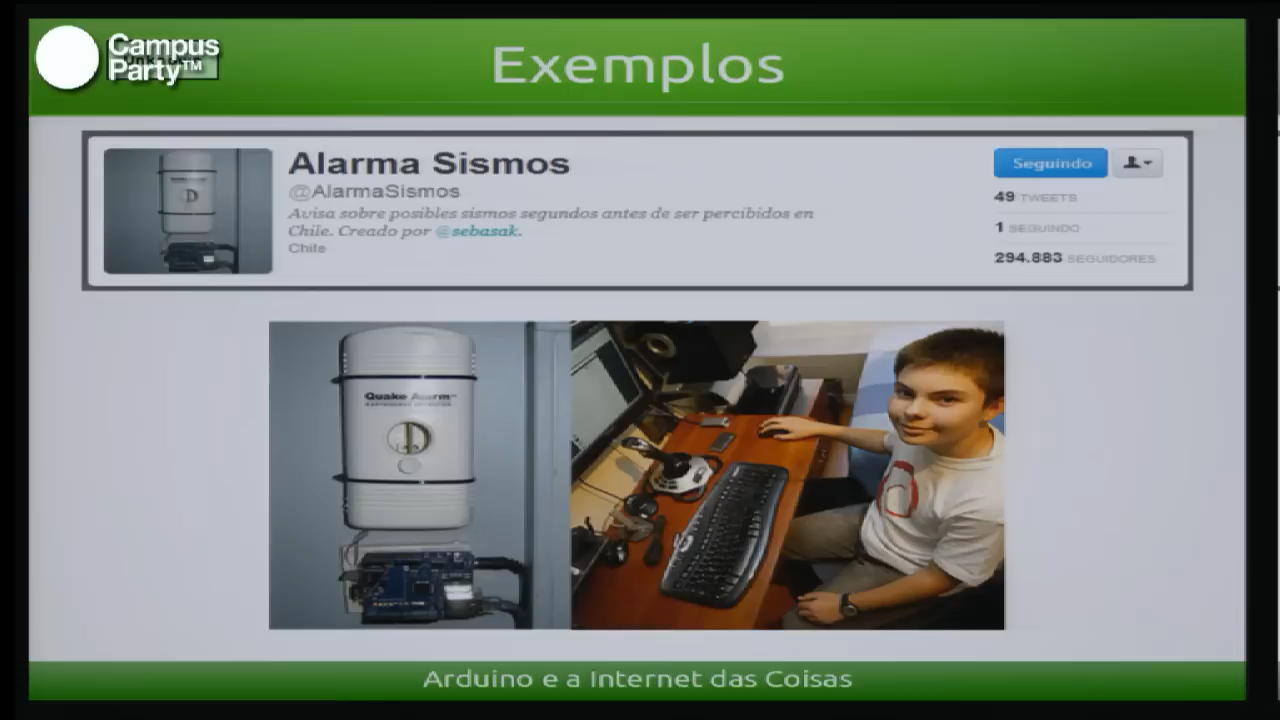 Campus
Party™
Exemplos
Alarma Sismos
@AlarmaSismos
Avisa sobre posibles sismos segundos antes de ser percibidos en
Chile. Creado por @sebasak.
Chile
Seguindo
49 TWEETS
1 SEGUINDO
294.883 SEGUIDORES
Quake Alarm™
Arduino e a Internet das Coisas